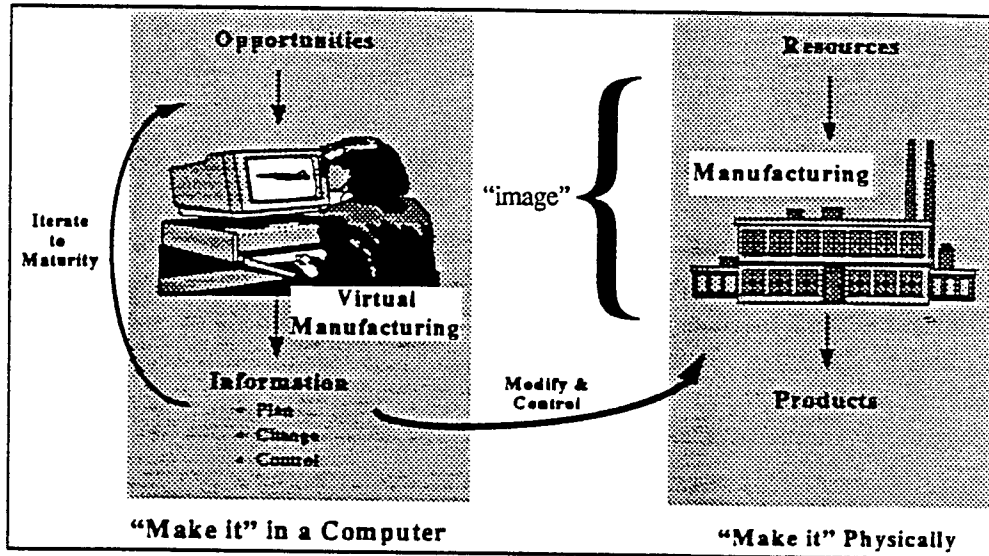 Opportunities
Iterate
to
Maturity
Virtual
Manufacturing
Information
Plan
Change
Control
“Make it” in a Computer
“image”
Modify &
Control
Resources
Manufacturing
Products
“Make it” Physically